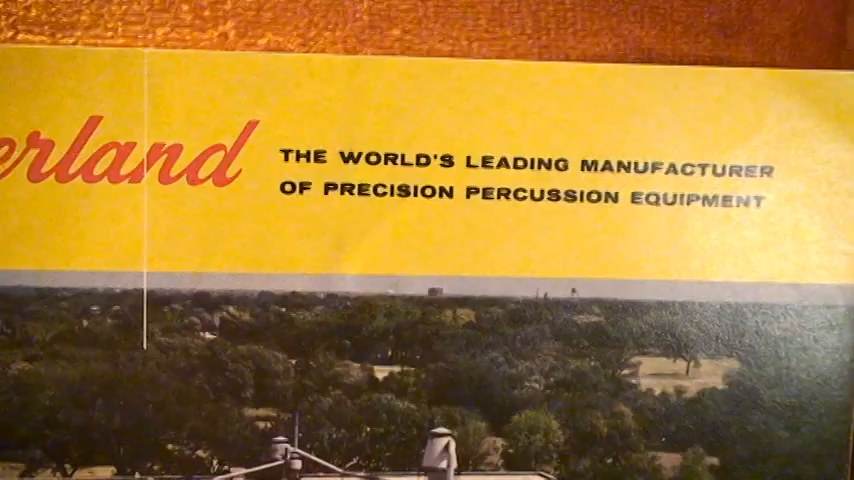 erland
THE WORLD'S LEADING MANUFACTURER
OF PRECISION PERCUSSION EQUIPMENT